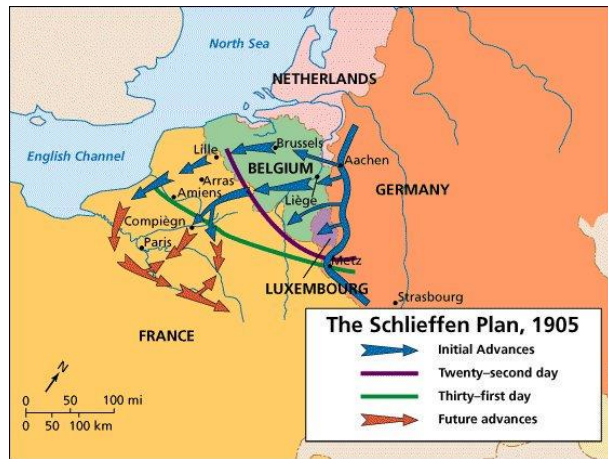 North Sea
NETHERLANDS
English Channel
Lille
Brussels
BELGIUM
Aachen
Arras
Amiens
Liège
GERMANY
Compiègn
Paris
Metz
LUXEMBOURG
Strasbourg
FRANCE
N
0 50 100 mi
0 50 100 km
The Schlieffen Plan, 1905
Initial Advances
Twenty–second day
Thirty–first day
Future advances